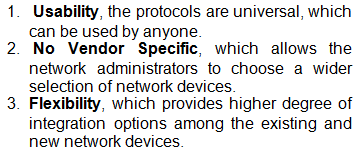 1. Usability, the protocols are universal, which
can be used by anyone.
2. No Vendor Specific, which allows the
network administrators to choose a wider
selection of network devices.
3. Flexibility, which provides higher degree of
integration options among the existing and
new network devices.